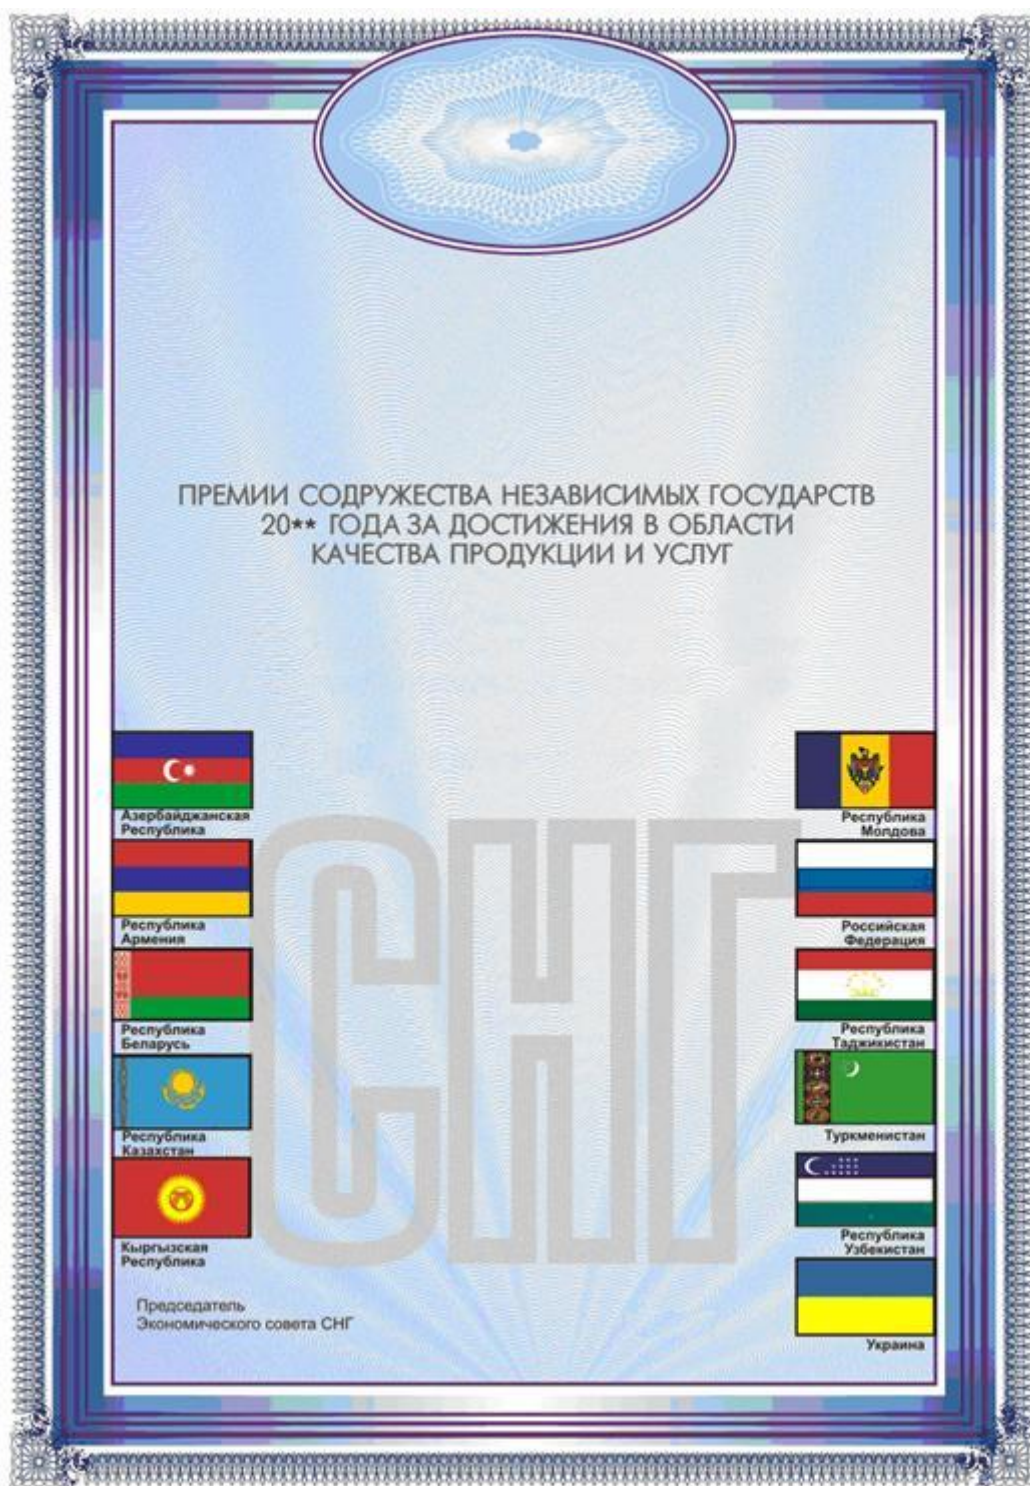 ПРЕМИИ СОДРУЖЕСТВА НЕЗАВИСИМЫХ ГОСУДАРСТВ
20** ГОДА ЗА ДОСТИЖЕНИЯ В ОБЛАСТИ
КАЧЕСТВА ПРОДУКЦИИ И УСЛУГ
СНГ
Азербайджанская
Республика
Республика
Армения
Республика
Беларусь
Республика
Казахстан
Кыргызская
Республика
Республика
Молдова
Российская
Федерация
Республика
Таджикистан
Туркменистан
Республика
Узбекистан
Украина
Председатель
Экономического совета СНГ